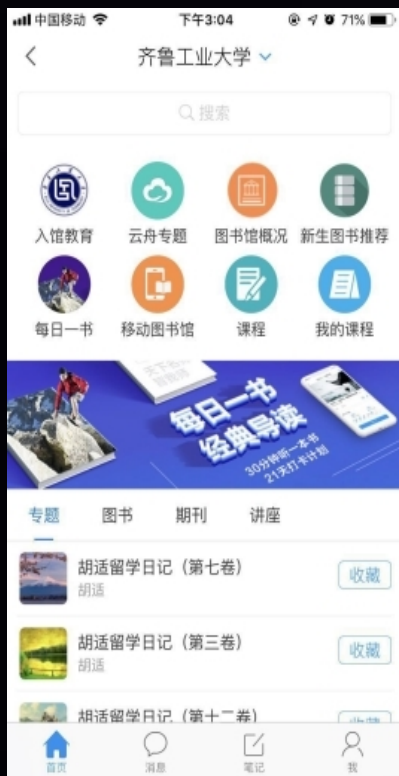 中国移动 下午3:04 71%
齐鲁工业大学
搜索
入馆教育 云舟专题 图书馆概况 新生图书推荐
每日一书 移动图书馆 课程 我的课程
每日一书
经典导读
30分钟听一本书
21天打卡计划
专题 图书 期刊 讲座
胡适留学日记（第七卷）
胡适
收藏
胡适留学日记（第三卷）
胡适
收藏
胡适留学日记（第十二卷）
收藏
首页 消息 笔记 我